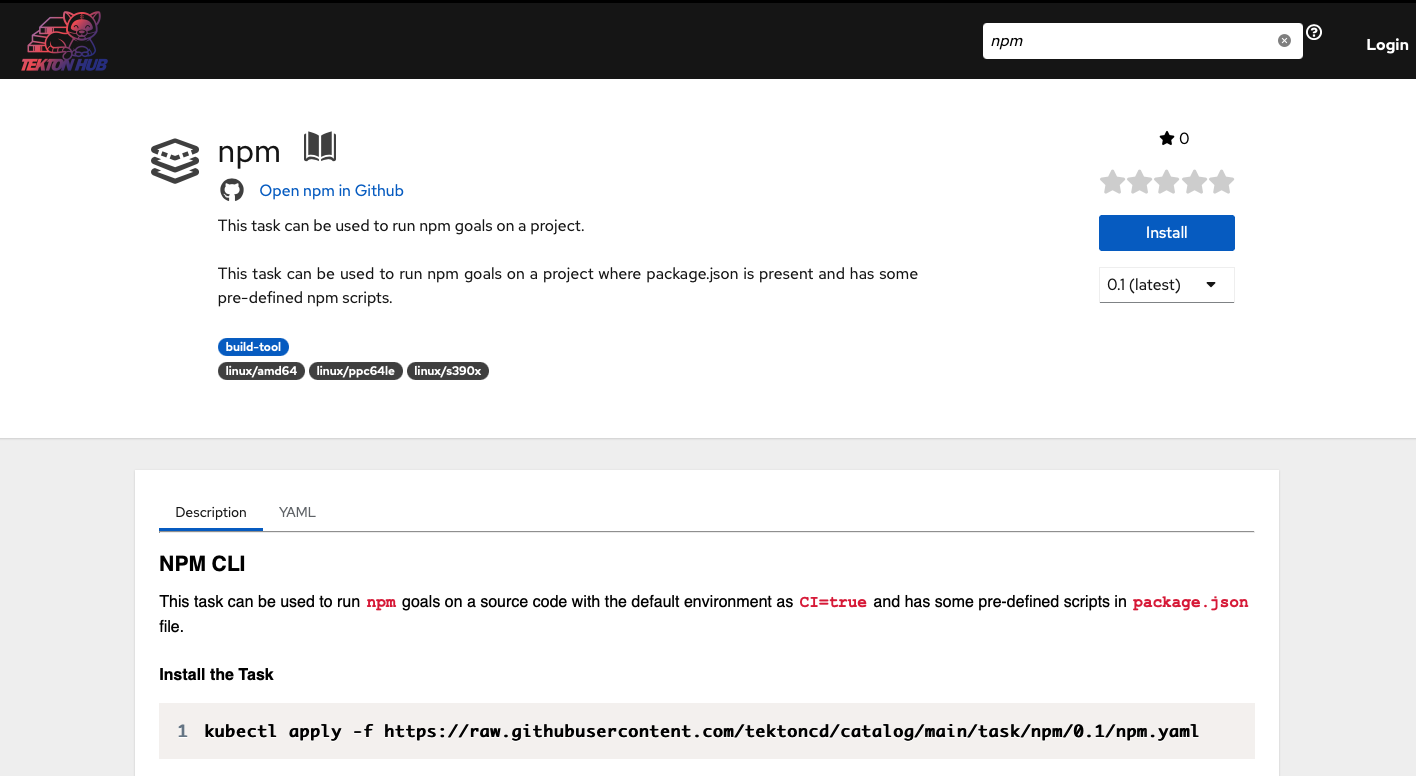 TEKTON HUB
npm
Login
npm
★ 0
Open npm in Github
This task can be used to run npm goals on a project.
Install
This task can be used to run npm goals on a project where package.json is present and has some
pre-defined npm scripts.
0.1 (latest)
build-tool
linux/amd64 linux/ppc64le linux/s390x
Description YAML
NPM CLI
This task can be used to run npm goals on a source code with the default environment as CI=true and has some pre-defined scripts in package.json
file.
Install the Task
1 kubectl apply -f https://raw.githubusercontent.com/tektoncd/catalog/main/task/npm/0.1/npm.yaml